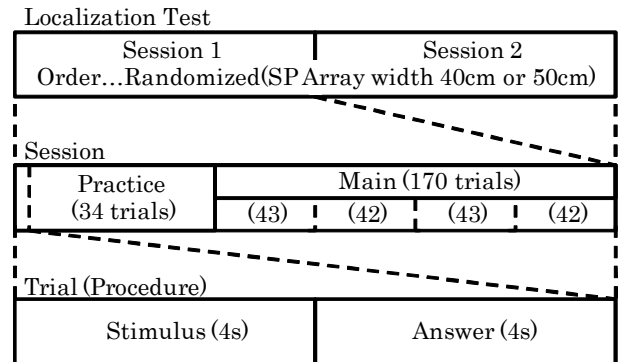 Localization Test
Session 1 Session 2
Order...Randomized(SP Array width 40cm or 50cm)
Session
Practice Main (170 trials)
(34 trials) (43) (42) (43) (42)
Trial (Procedure)
Stimulus (4s) Answer (4s)